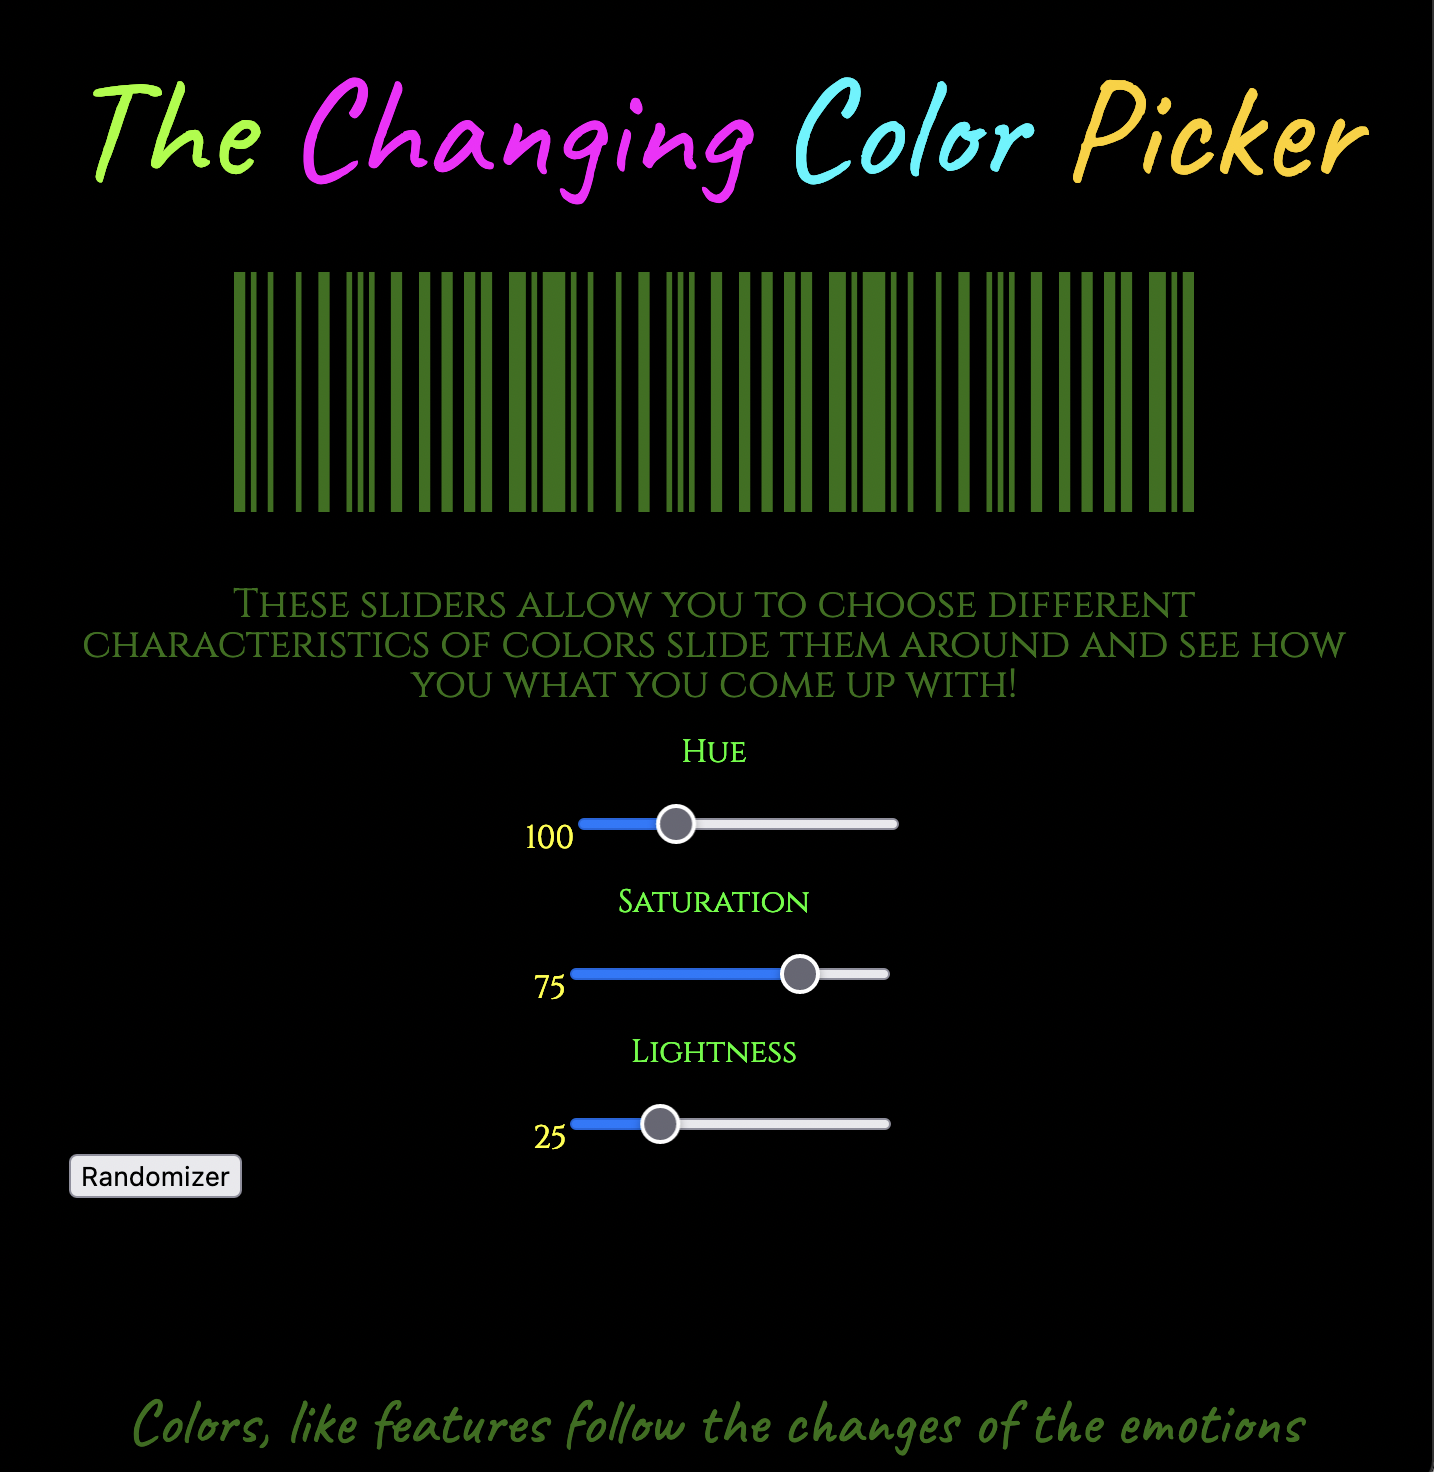 The Changing Color Picker
These sliders allow you to choose different
characteristics of colors slide them around and see how
you what you come up with!
Hue
100
Saturation
75
Lightness
25
Randomizer
Colors, like features follow the changes of the emotions